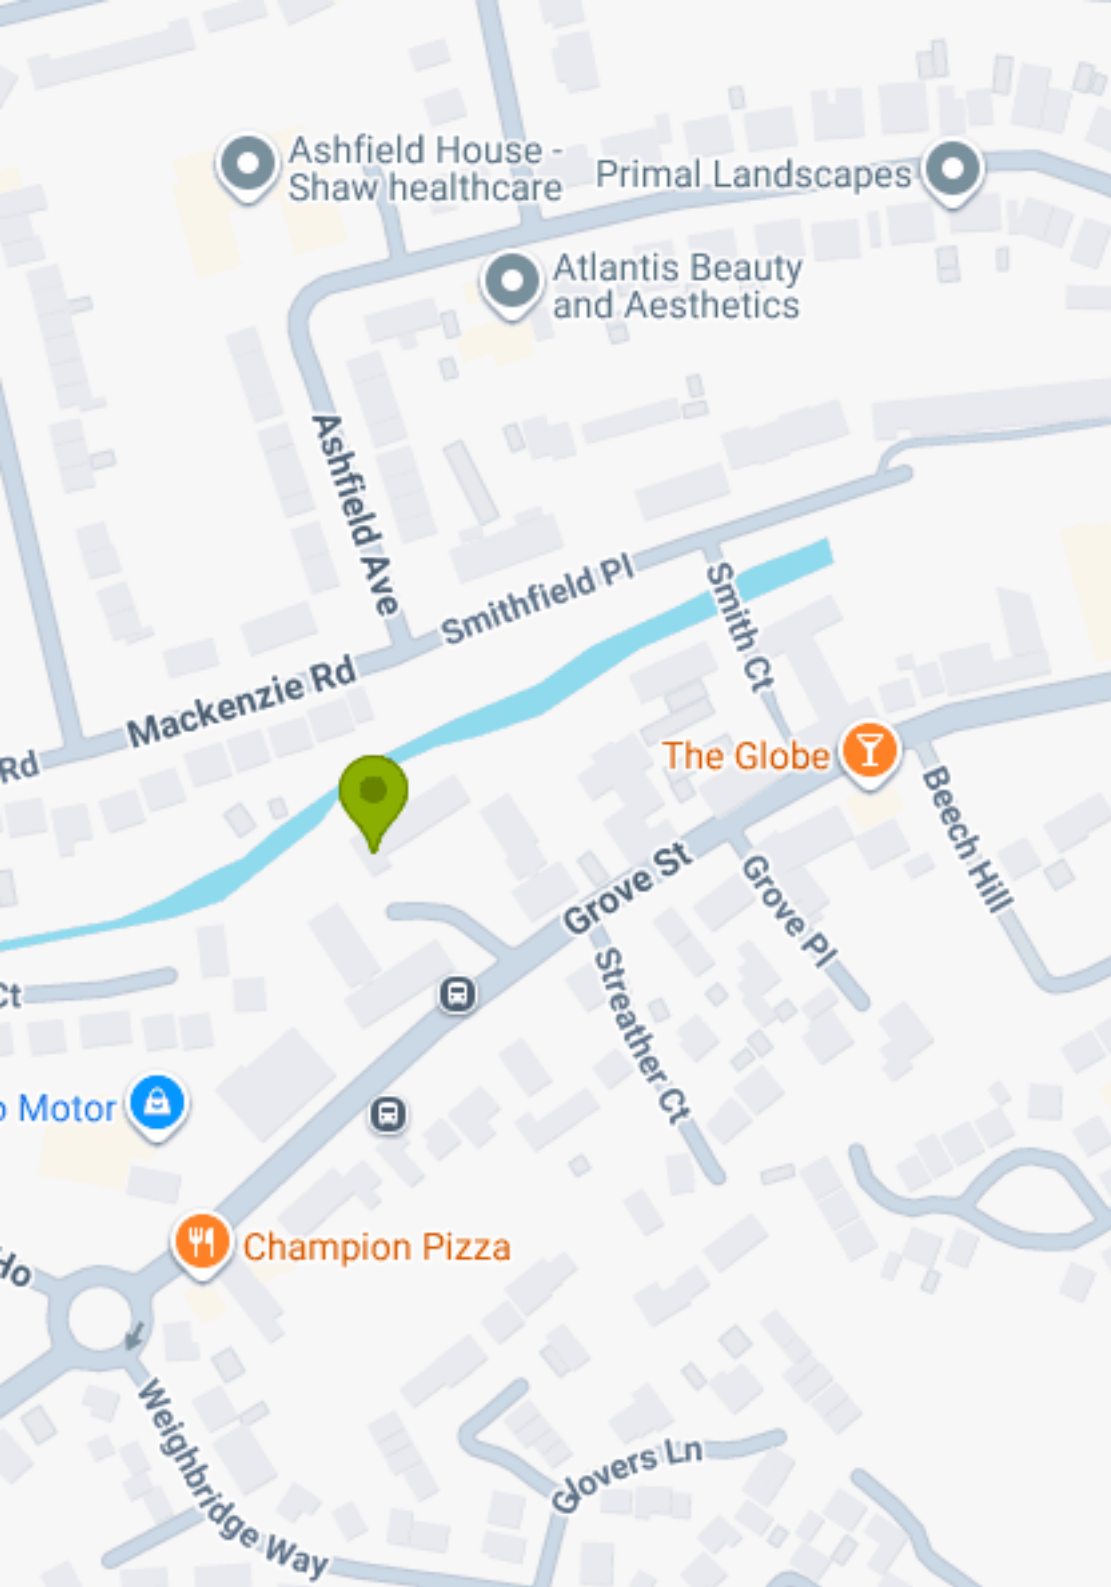 Ashfield House -
Shaw healthcare
Primal Landscapes
Atlantis Beauty
and Aesthetics
Ashfield Ave
Smithfield Pl
Smith Ct
Mackenzie Rd
Rd
The Globe
Beech Hill
Grove St
Grove Pl
Ct
Streather Ct
o Motor
Champion Pizza
Ho
Weighbridge Way
Glovers Ln